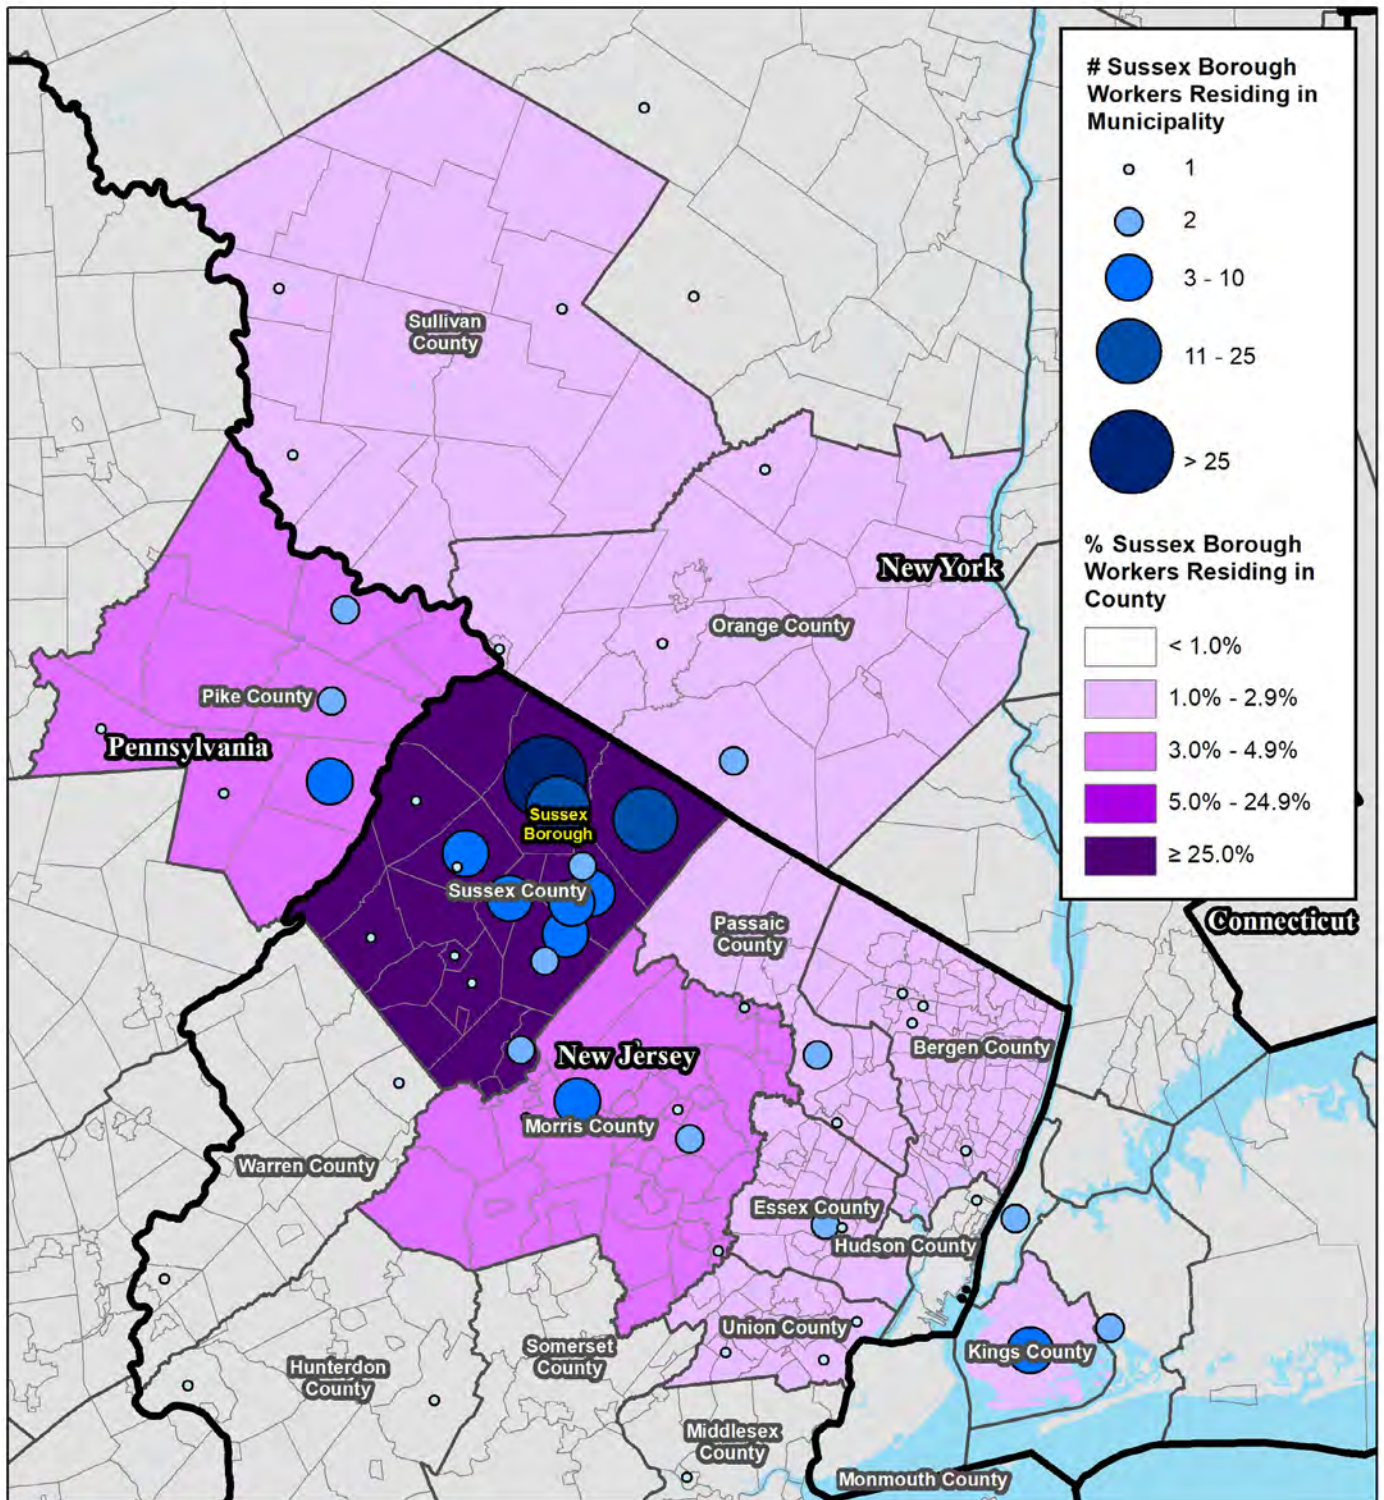 # Sussex Borough
Workers Residing in
Municipality
1
2
3 - 10
11 - 25
> 25
% Sussex Borough
Workers Residing in
County
< 1.0%
1.0% - 2.9%
3.0% - 4.9%
5.0% - 24.9%
≥ 25.0%
Sullivan
County
New York
Orange County
Pike County
Pennsylvania
Sussex
Borough
Sussex County
Passaic
County
Connecticut
New Jersey
Bergen County
Morris County
Warren County
Essex County
Hudson County
Union County
Kings County
Somerset
County
Hunterdon
County
Middlesex
County
Monmouth County